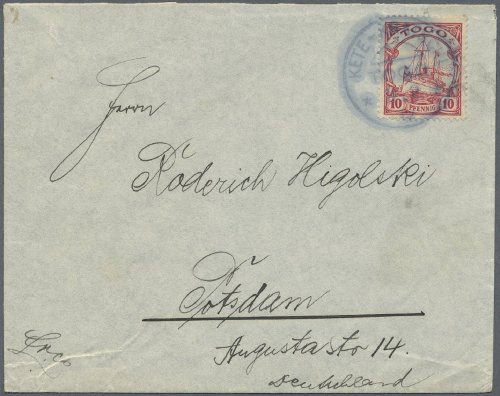 KETE-
TOGO
10 PFENNIG 10
Herrn
Roderich Higolski
Potsdam
Augustastr 14.
Deutschland